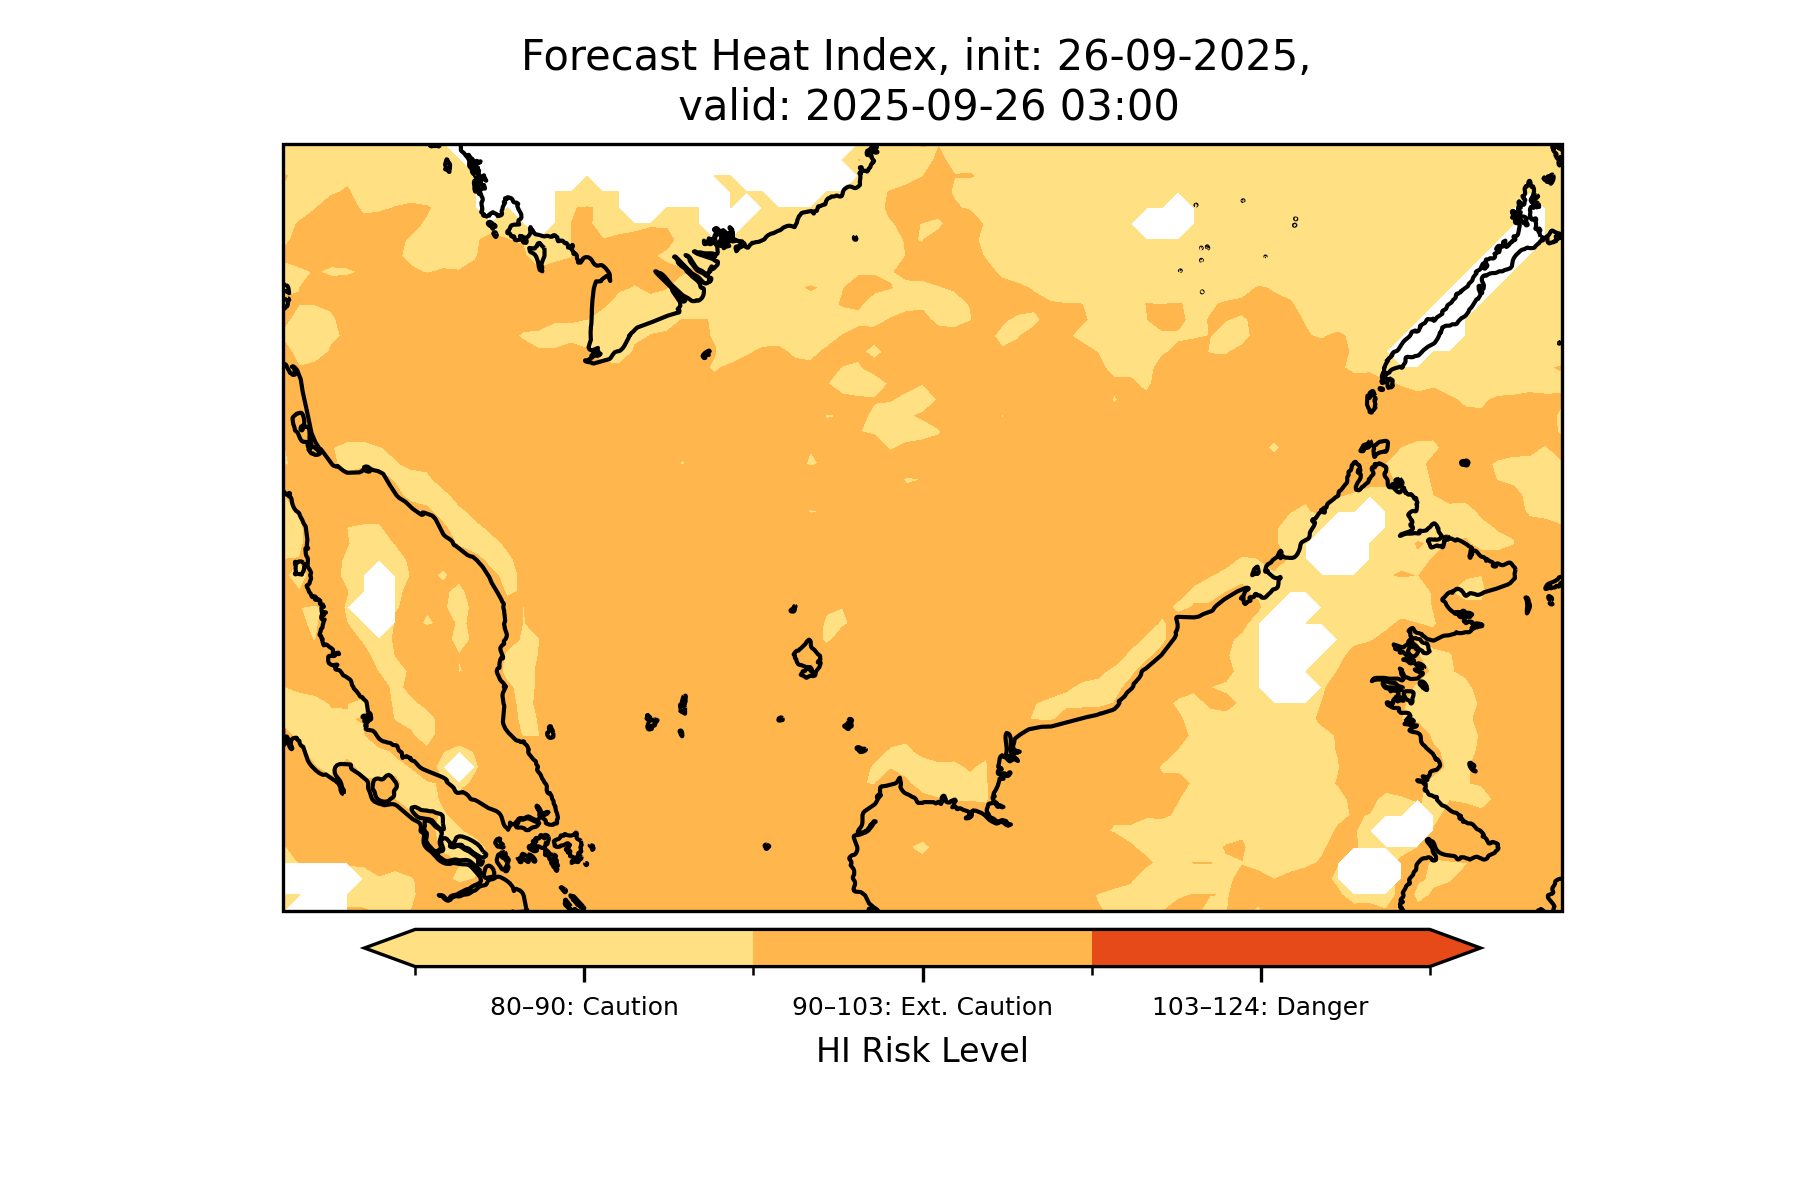 Forecast Heat Index, init: 26-09-2025,
valid: 2025-09-26 03:00
80–90: Caution
90–103: Ext. Caution
103–124: Danger
HI Risk Level